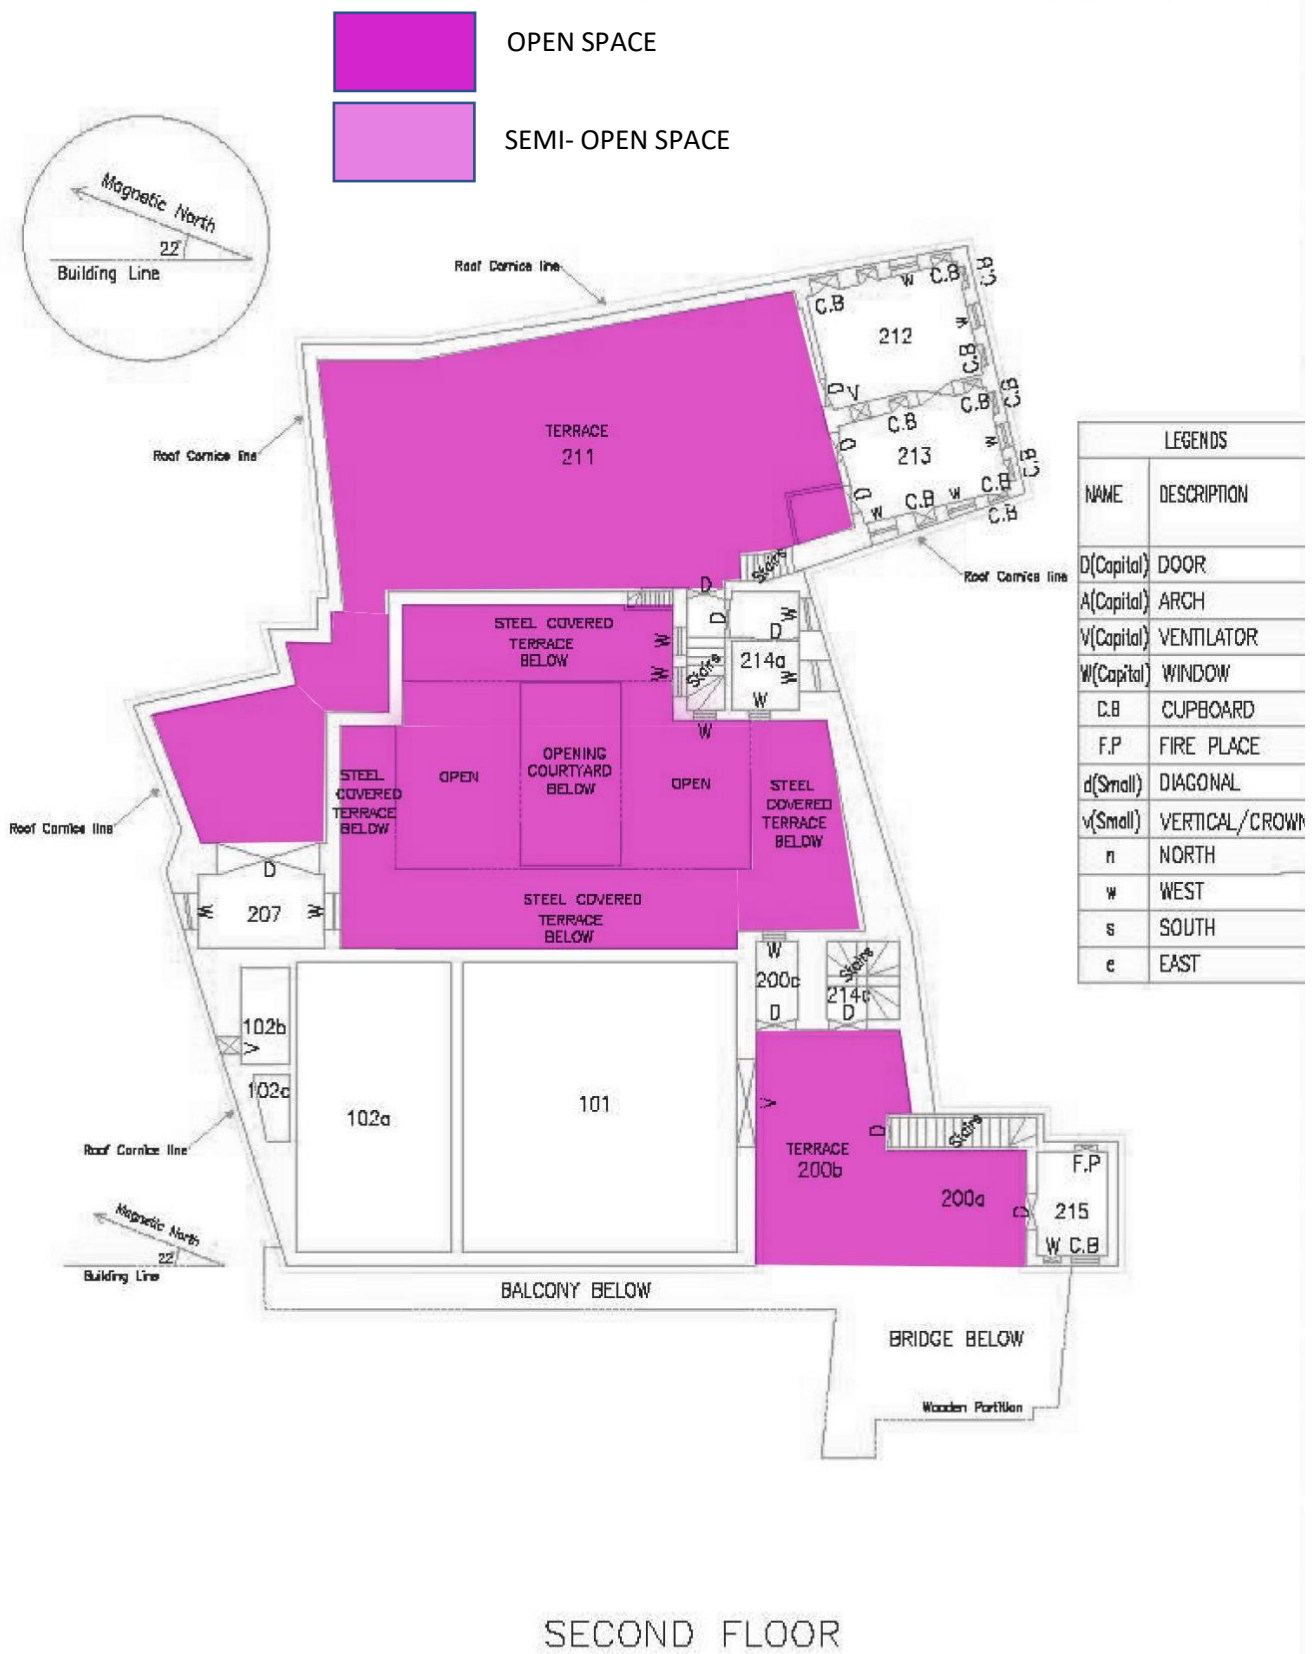 OPEN SPACE
SEMI- OPEN SPACE
Magnetic North
22
Building Line
Roof Cornice line
C.B
W
C.B
C.B
212
W
C.B
D
V
C.B
C.B
C.B
213
D
W
C.B
D
W
C.B
W
C.B
C.B
TERRACE
211
Roof Cornice line
Stairs
Roof Cornice line
LEGENDS
NAME DESCRIPTION
D(Capital) DOOR
A(Capital) ARCH
V(Capital) VENTILATOR
W(Capital) WINDOW
C.B CUPBOARD
F.P FIRE PLACE
d(Small) DIAGONAL
v(Small) VERTICAL/CROWN
n NORTH
w WEST
s SOUTH
e EAST
STEEL COVERED
TERRACE
BELOW
D
D
W
W
D
W
Stairs
214a
W
W
W
STEEL
COVERED
TERRACE
BELOW
OPEN
OPENING
COURTYARD
BELOW
OPEN
STEEL
COVERED
TERRACE
BELOW
Roof Cornice line
D
W
207
W
STEEL COVERED
TERRACE
BELOW
W
200c
D
Stairs
214c
D
102b
V
102c
102a
101
V
Roof Cornice line
TERRACE
200b
D
Stairs
200a
F.P
D
215
W C.B
Magnetic North
22
Building Line
BALCONY BELOW
BRIDGE BELOW
Wooden Partition
SECOND FLOOR